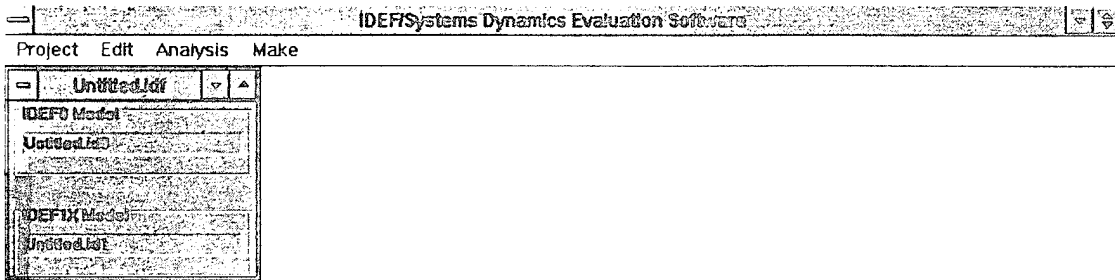 IDEF/Systems Dynamics Evaluation Software
Project Edit Analysis Make
Untitled.idf
IDEF0 Model
Untitled.id0
IDEF1X Model
Untitled.id1